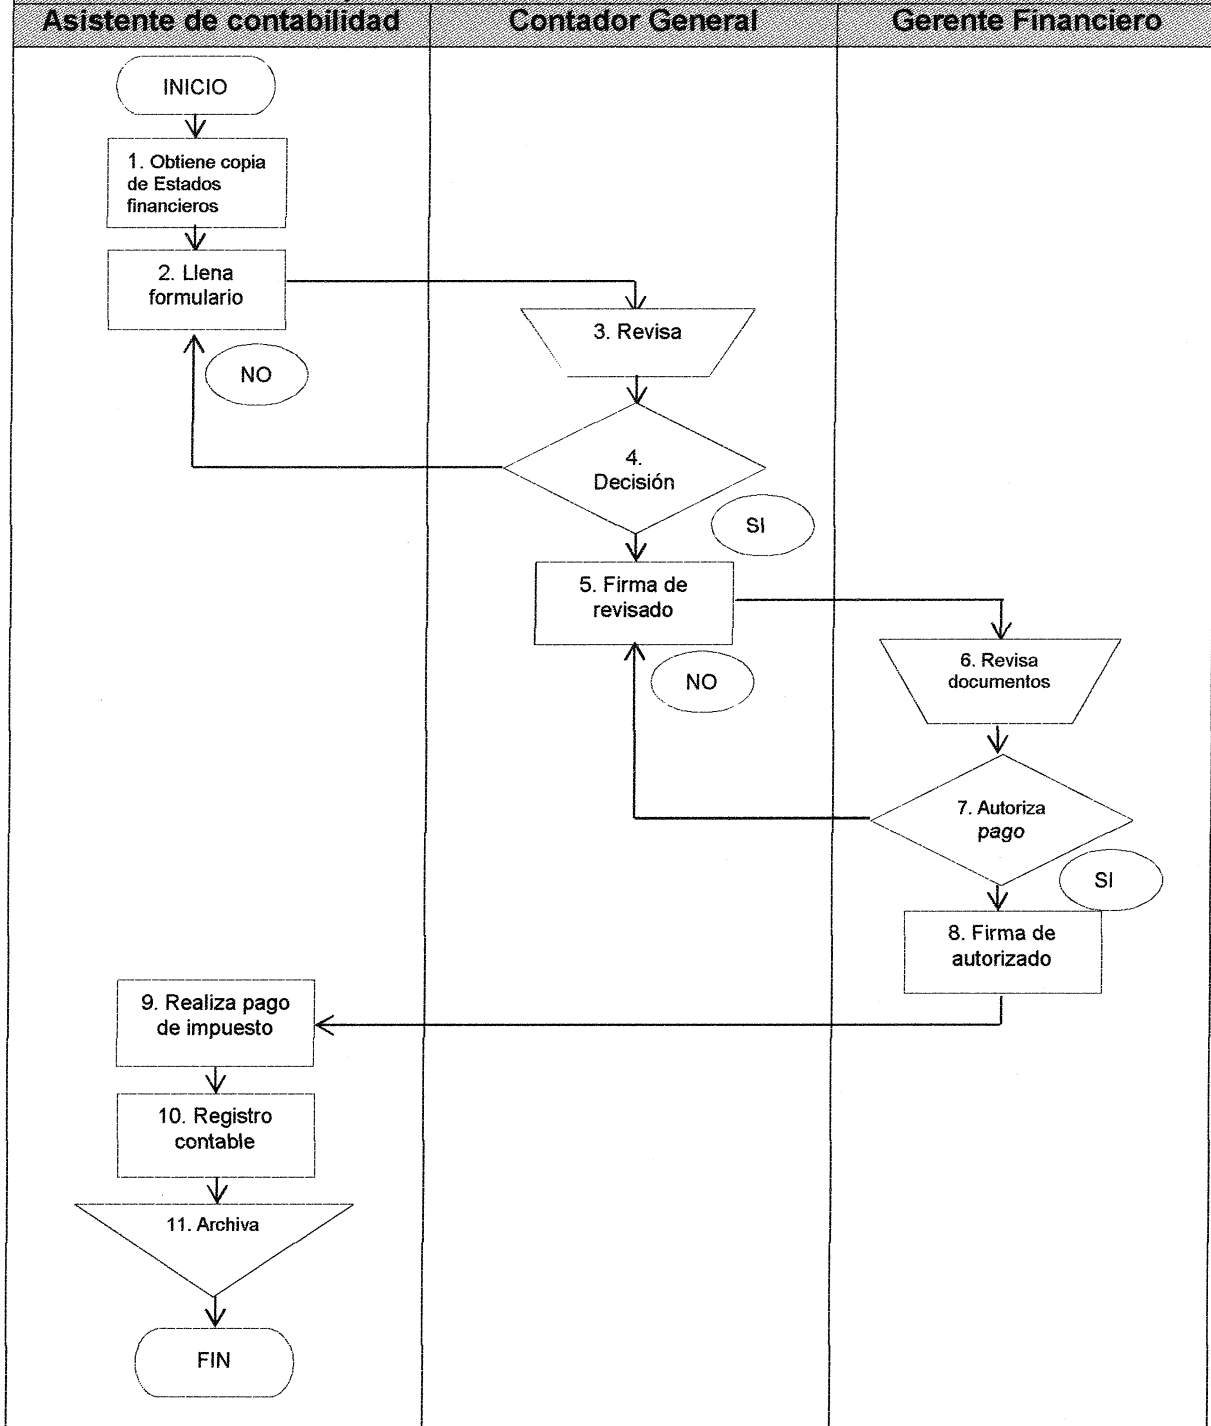 Asistente de contabilidad
Contador General
Gerente Financiero
INICIO
1. Obtiene copia
de Estados
financieros
2. Llena
formulario
3. Revisa
NO
4.
Decisión
SI
5. Firma de
revisado
6. Revisa
documentos
NO
7. Autoriza
pago
SI
8. Firma de
autorizado
9. Realiza pago
de impuesto
10. Registro
contable
11. Archiva
FIN